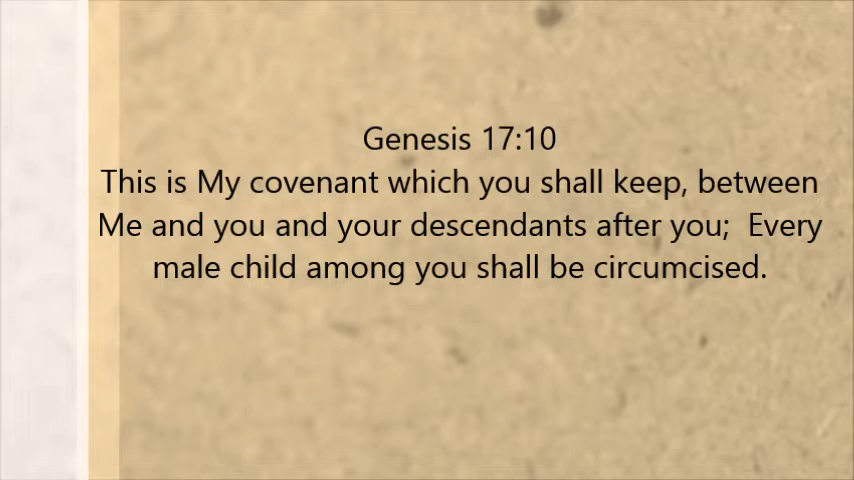 Genesis 17:10
This is My covenant which you shall keep, between
Me and you and your descendants after you;  Every
male child among you shall be circumcised.